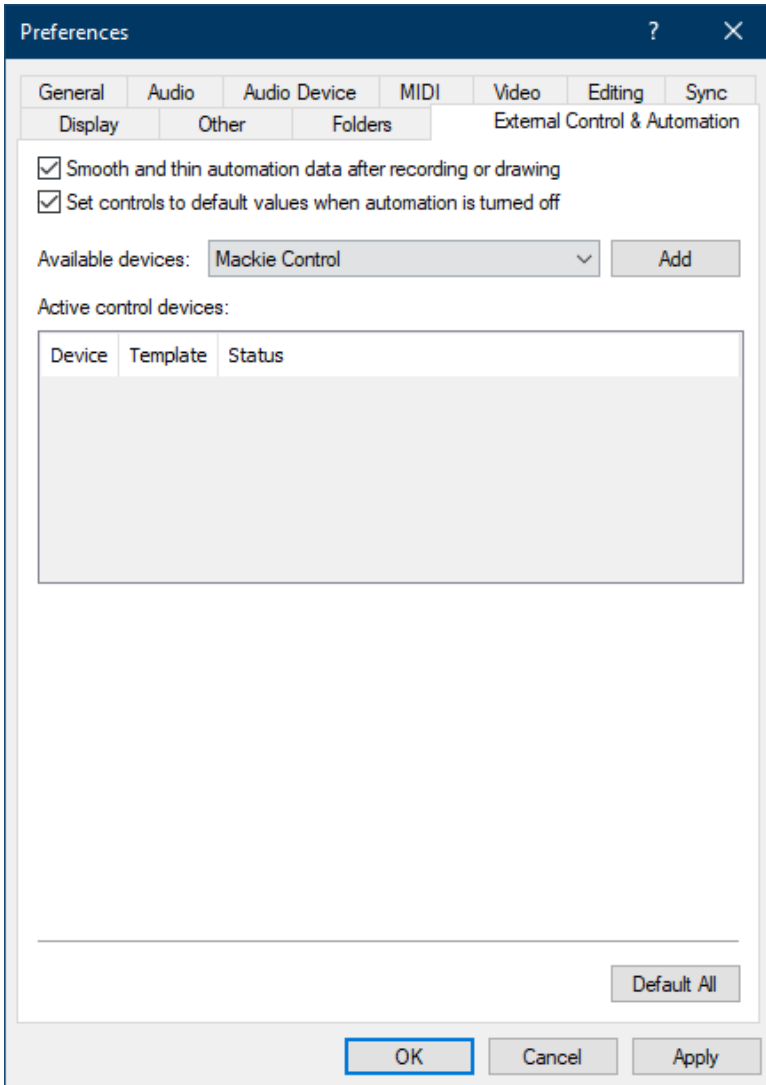 Preferences ?
General Audio Audio Device MIDI Video Editing Sync
Display Other Folders External Control & Automation
Smooth and thin automation data after recording or drawing
Set controls to default values when automation is turned off
Available devices: Mackie Control Add
Active control devices:
Device Template Status
Default All
OK Cancel Apply